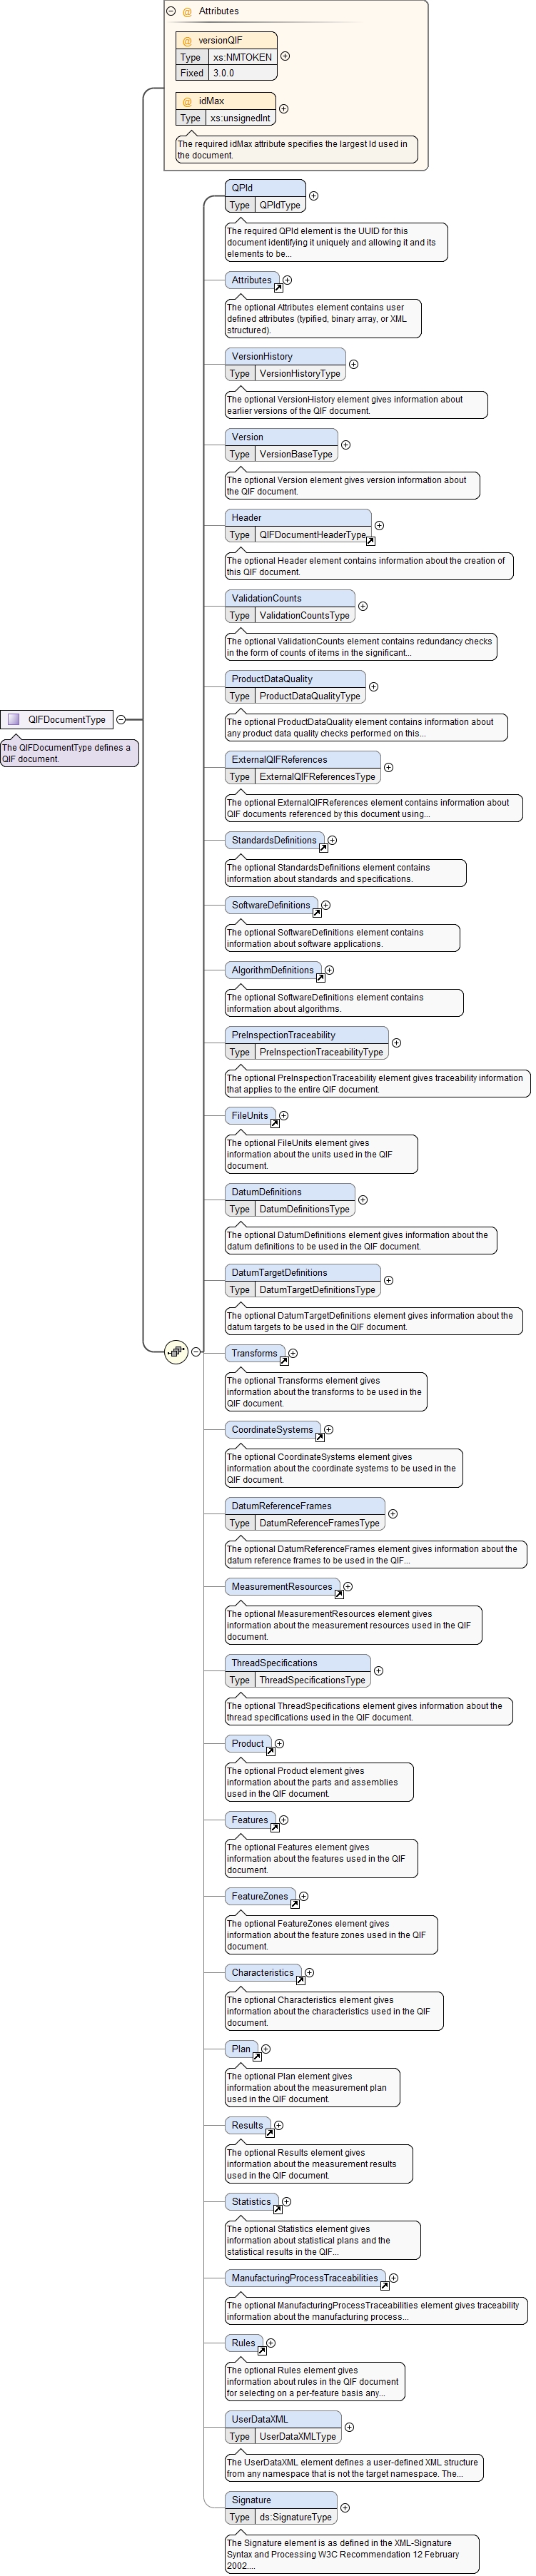 @ Attributes
@ versionQIF
Type xs:NMTOKEN
Fixed 3.0.0
@ idMax
Type xs:unsignedInt
The required idMax attribute specifies the largest Id used in
the document.
QPId
Type QPIdType
The required QPId element is the UUID for this
document identifying it uniquely and allowing it and its
elements to be...
Attributes
The optional Attributes element contains user
defined attributes (typified, binary array, or XML
structured).
VersionHistory
Type VersionHistoryType
The optional VersionHistory element gives information about
earlier versions of the QIF document.
Version
Type VersionBaseType
The optional Version element gives version information about
the QIF document.
Header
Type QIFDocumentHeaderType
The optional Header element contains information about the creation of
this QIF document.
ValidationCounts
Type ValidationCountsType
The optional ValidationCounts element contains redundancy checks
in the form of counts of items in the significant...
ProductDataQuality
Type ProductDataQualityType
The optional ProductDataQuality element contains information about
any product data quality checks performed on this...
QIFDocumentType
The QIFDocumentType defines a
QIF document.
ExternalQIFReferences
Type ExternalQIFReferencesType
The optional ExternalQIFReferences element contains information about
QIF documents referenced by this document using...
StandardsDefinitions
The optional StandardsDefinitions element contains
information about standards and specifications.
SoftwareDefinitions
The optional SoftwareDefinitions element contains
information about software applications.
AlgorithmDefinitions
The optional SoftwareDefinitions element contains
information about algorithms.
PreInspectionTraceability
Type PreInspectionTraceabilityType
The optional PreInspectionTraceability element gives traceability information
that applies to the entire QIF document.
FileUnits
The optional FileUnits element gives
information about the units used in the QIF
document.
DatumDefinitions
Type DatumDefinitionsType
The optional DatumDefinitions element gives information about the
datum definitions to be used in the QIF document.
DatumTargetDefinitions
Type DatumTargetDefinitionsType
The optional DatumTargetDefinitions element gives information about the
datum targets to be used in the QIF document.
Transforms
The optional Transforms element gives
information about the transforms to be used in the
QIF document.
CoordinateSystems
The optional CoordinateSystems element gives
information about the coordinate systems to be used in the
QIF document.
DatumReferenceFrames
Type DatumReferenceFramesType
The optional DatumReferenceFrames element gives information about the
datum reference frames to be used in the QIF...
MeasurementResources
The optional MeasurementResources element gives
information about the measurement resources used in the QIF
document.
ThreadSpecifications
Type ThreadSpecificationsType
The optional ThreadSpecifications element gives information about the
thread specifications used in the QIF document.
Product
The optional Product element gives
information about the parts and assemblies
used in the QIF document.
Features
The optional Features element gives
information about the features used in the QIF
document.
FeatureZones
The optional FeatureZones element gives
information about the feature zones used in the QIF
document.
Characteristics
The optional Characteristics element gives
information about the characteristics used in the QIF
document.
Plan
The optional Plan element gives
information about the measurement plan
used in the QIF document.
Results
The optional Results element gives
information about the measurement results
used in the QIF document.
Statistics
The optional Statistics element gives
information about statistical plans and the
statistical results in the QIF...
ManufacturingProcessTraceabilities
The optional ManufacturingProcessTraceabilities element gives traceability
information about the manufacturing process...
Rules
The optional Rules element gives
information about rules in the QIF document
for selecting on a per-feature basis any...
UserDataXML
Type UserDataXMLType
The UserDataXML element defines a user-defined XML structure
from any namespace that is not the target namespace. The...
Signature
Type ds:SignatureType
The Signature element is as defined in the XML-Signature
Syntax and Processing W3C Recommendation 12 February
2002....